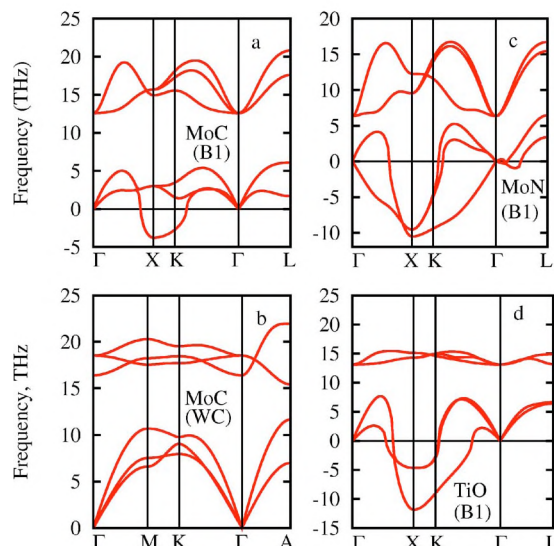 25
20
15
10
5
0
-5
Frequency (THz)
a
MoC
(B1)
Γ X K Γ L
20
15
10
5
0
-5
-10
c
MoN
(B1)
Γ X K Γ L
25
20
15
10
5
0
Frequency, THz
b
MoC
(WC)
Γ M K Γ A
25
20
15
10
5
0
-5
-10
-15
d
TiO
(B1)
Γ X K Γ L